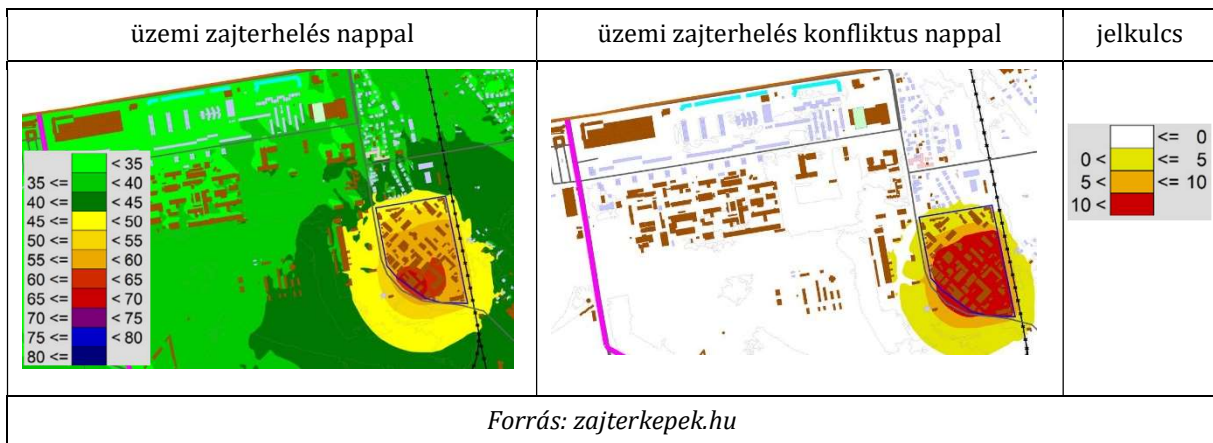 üzemi zajterhelés nappal
üzemi zajterhelés konfliktus nappal
jelkulcs
< 35
35 <= < 40
40 <= < 45
45 <= < 50
50 <= < 55
55 <= < 60
60 <= < 65
65 <= < 70
70 <= < 75
75 <= < 80
80 <=
<= 0
0 < <= 5
5 < <= 10
10 <
Forrás: zajterkepek.hu